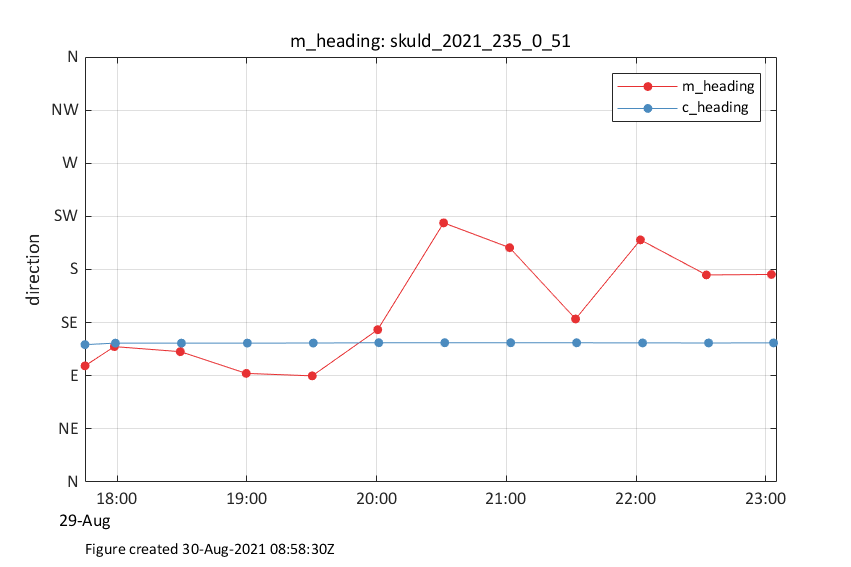 m_heading: skuld_2021_235_0_51
m_heading
c_heading
N
NW
W
SW
S
SE
E
NE
N
direction
18:00 19:00 20:00 21:00 22:00 23:00
29-Aug
Figure created 30-Aug-2021 08:58:30Z